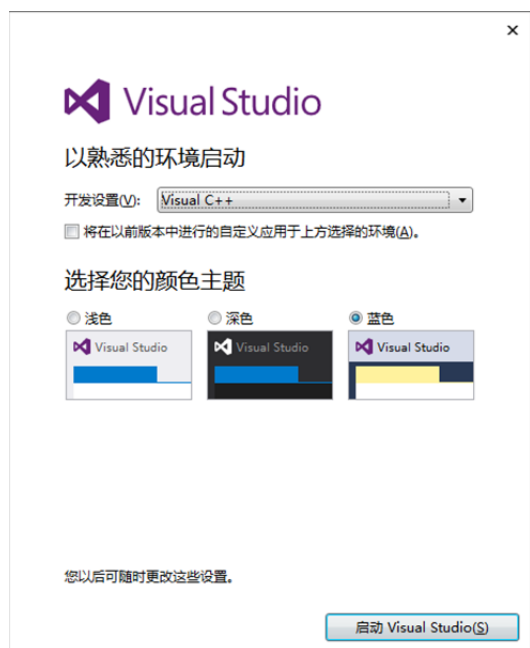 Visual Studio
以熟悉的环境启动
开发设置(V): Visual C++
将在以前版本中进行的自定义应用于上方选择的环境(A)。
选择您的颜色主题
浅色 深色 蓝色
Visual Studio Visual Studio Visual Studio
您以后可随时更改这些设置。
启动 Visual Studio(S)